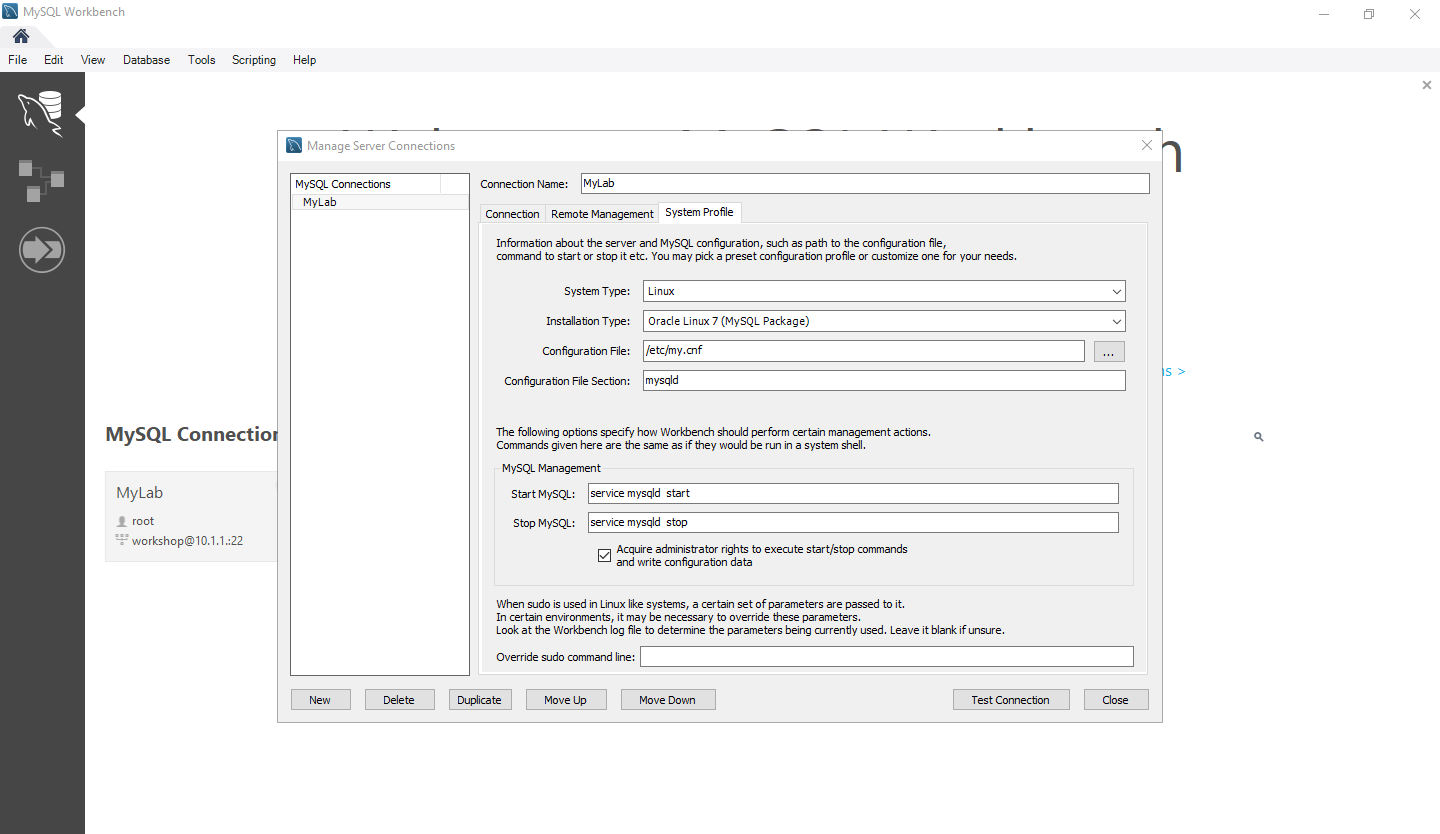 MySQL Workbench
File Edit View Database Tools Scripting Help
Manage Server Connections
MySQL Connections
MyLab
Connection Name: MyLab
Connection Remote Management System Profile
Information about the server and MySQL configuration, such as path to the configuration file,
command to start or stop it etc. You may pick a preset configuration profile or customize one for your needs.
System Type: Linux
Installation Type: Oracle Linux 7 (MySQL Package)
Configuration File: /etc/my.cnf ...
Configuration File Section: mysqld
The following options specify how Workbench should perform certain management actions.
Commands given here are the same as if they would be run in a system shell.
MySQL Management
Start MySQL: service mysqld  start
Stop MySQL: service mysqld  stop
Acquire administrator rights to execute start/stop commands
and write configuration data
When sudo is used in Linux like systems, a certain set of parameters are passed to it.
In certain environments, it may be necessary to override these parameters.
Look at the Workbench log file to determine the parameters being currently used. Leave it blank if unsure.
Override sudo command line:
New Delete Duplicate Move Up Move Down Test Connection Close
MySQL Connection
MyLab
root
workshop@10.1.1.:22